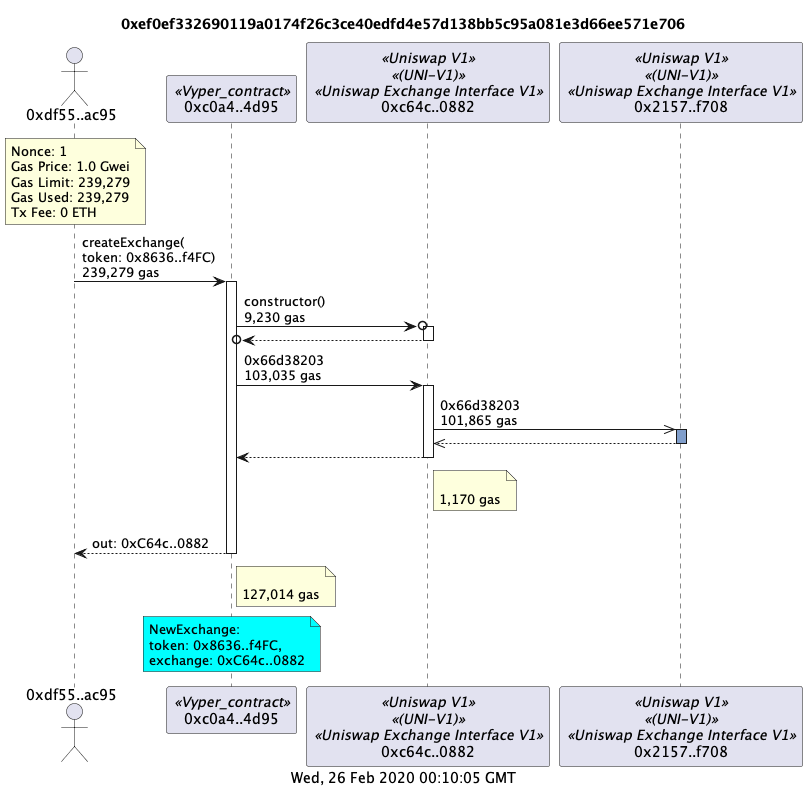 0xef0ef332690119a0174f26c3ce40edfd4e57d138bb5c95a081e3d66ee571e706
«Uniswap V1»
«(UNI-V1)»
«Uniswap Exchange Interface V1»
0xc64c..0882
«Uniswap V1»
«(UNI-V1)»
«Uniswap Exchange Interface V1»
0x2157..f708
«Vyper_contract»
0xc0a4..4d95
0xdf55..ac95
Nonce: 1
Gas Price: 1.0 Gwei
Gas Limit: 239,279
Gas Used: 239,279
Tx Fee: 0 ETH
createExchange(
token: 0x8636..f4FC)
239,279 gas
constructor()
9,230 gas
0x66d38203
103,035 gas
0x66d38203
101,865 gas
1,170 gas
out: 0xC64c..0882
127,014 gas
NewExchange:
token: 0x8636..f4FC,
exchange: 0xC64c..0882
0xdf55..ac95
«Vyper_contract»
0xc0a4..4d95
«Uniswap V1»
«(UNI-V1)»
«Uniswap Exchange Interface V1»
0xc64c..0882
«Uniswap V1»
«(UNI-V1)»
«Uniswap Exchange Interface V1»
0x2157..f708
Wed, 26 Feb 2020 00:10:05 GMT